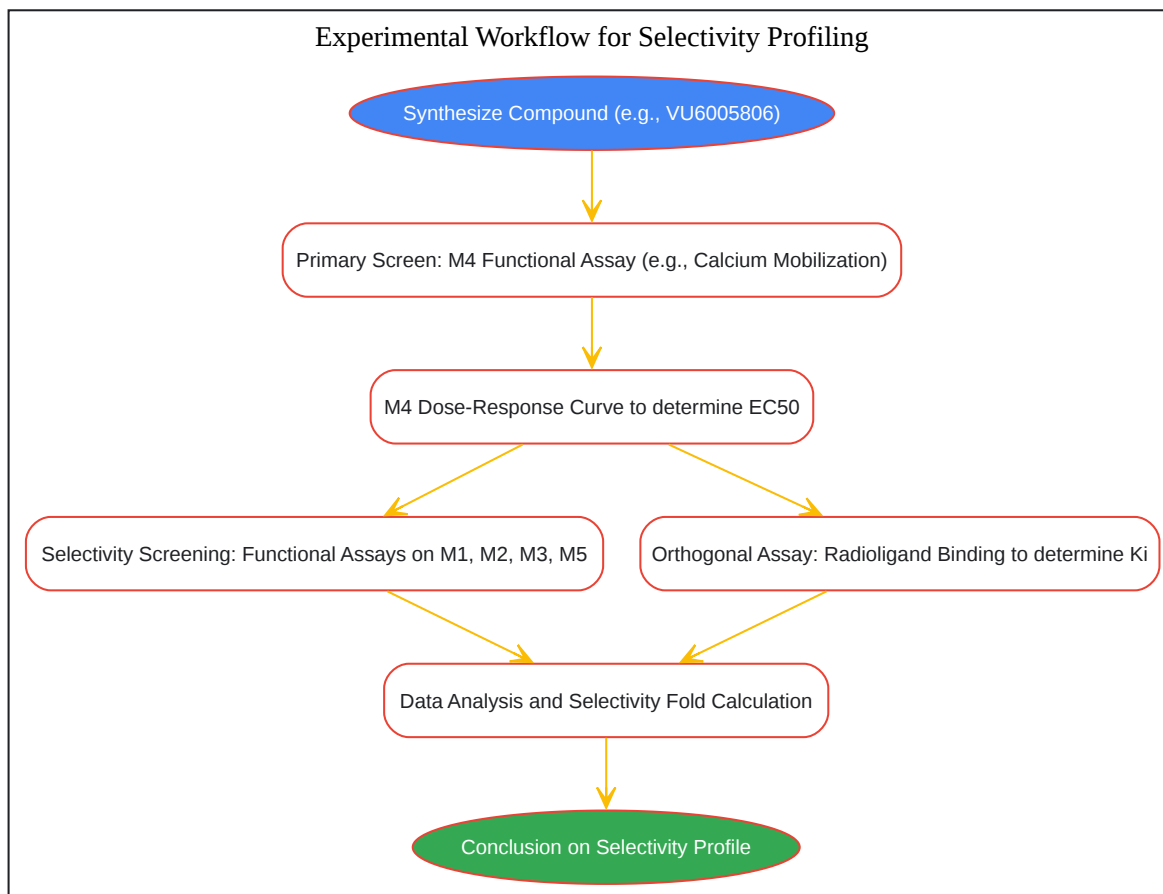 Experimental Workflow for Selectivity Profiling
Synthesize Compound (e.g., VU6005806)
Primary Screen: M4 Functional Assay (e.g., Calcium Mobilization)
M4 Dose-Response Curve to determine EC50
Selectivity Screening: Functional Assays on M1, M2, M3, M5
Orthogonal Assay: Radioligand Binding to determine Ki
Data Analysis and Selectivity Fold Calculation
Conclusion on Selectivity Profile